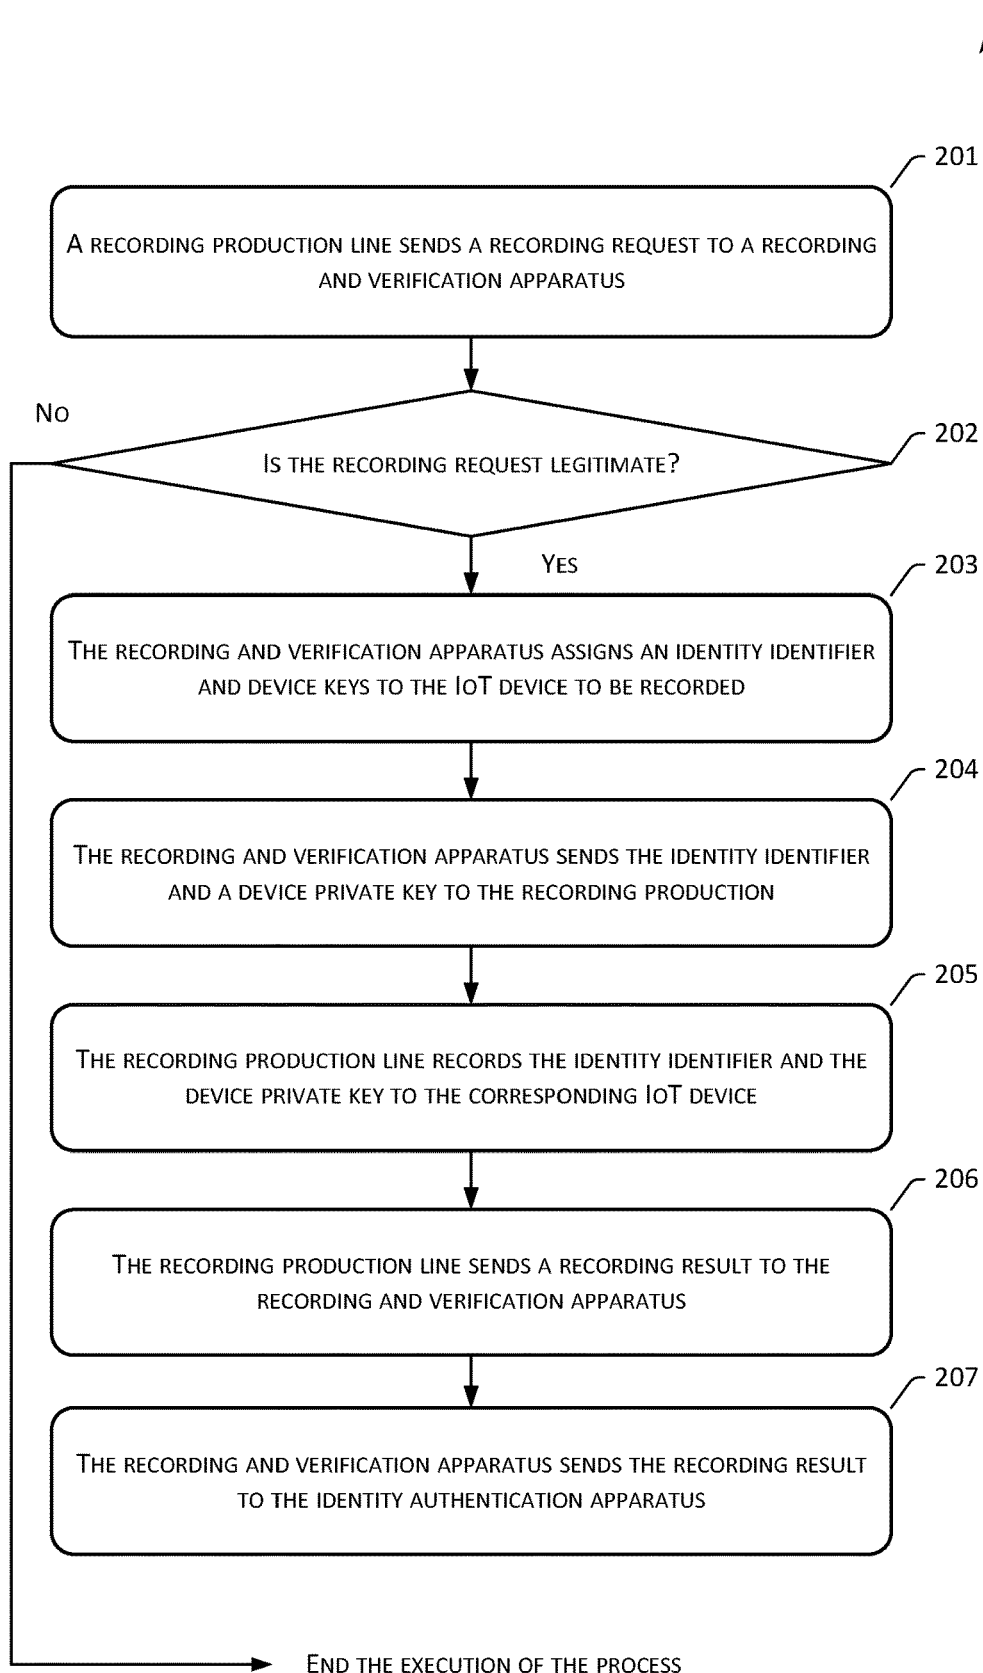 201
A RECORDING PRODUCTION LINE SENDS A RECORDING REQUEST TO A RECORDING
AND VERIFICATION APPARATUS
NO
202
IS THE RECORDING REQUEST LEGITIMATE?
YES
203
THE RECORDING AND VERIFICATION APPARATUS ASSIGNS AN IDENTITY IDENTIFIER
AND DEVICE KEYS TO THE IOT DEVICE TO BE RECORDED
204
THE RECORDING AND VERIFICATION APPARATUS SENDS THE IDENTITY IDENTIFIER
AND A DEVICE PRIVATE KEY TO THE RECORDING PRODUCTION
205
THE RECORDING PRODUCTION LINE RECORDS THE IDENTITY IDENTIFIER AND THE
DEVICE PRIVATE KEY TO THE CORRESPONDING IOT DEVICE
206
THE RECORDING PRODUCTION LINE SENDS A RECORDING RESULT TO THE
RECORDING AND VERIFICATION APPARATUS
207
THE RECORDING AND VERIFICATION APPARATUS SENDS THE RECORDING RESULT
TO THE IDENTITY AUTHENTICATION APPARATUS
END THE EXECUTION OF THE PROCESS